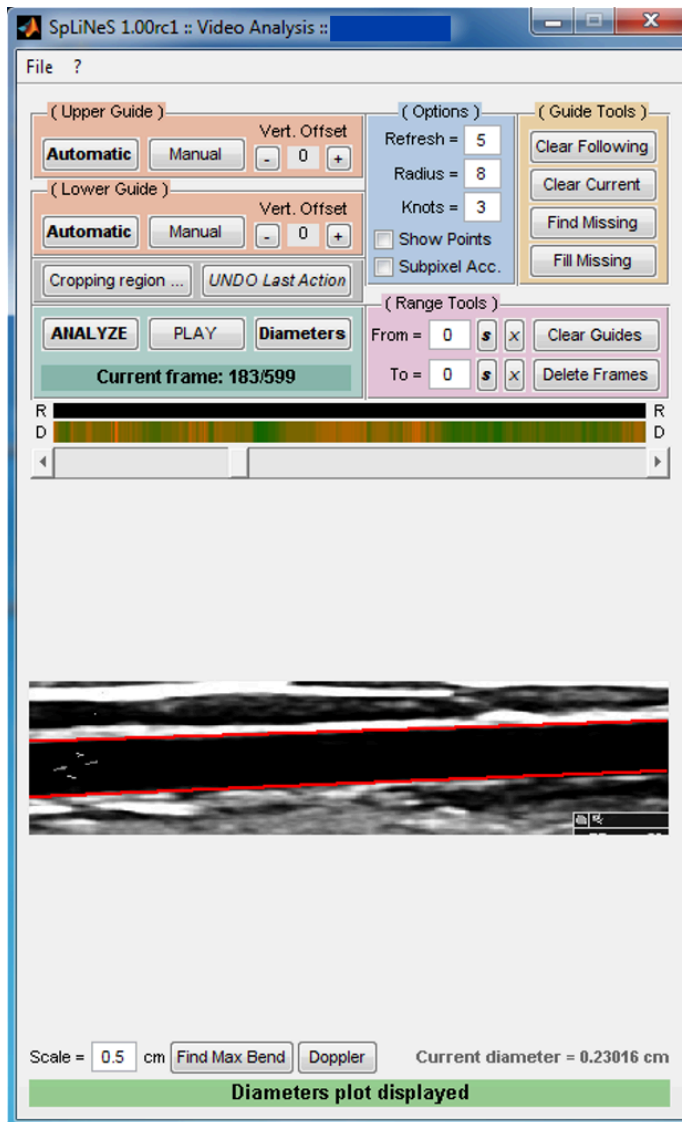 SpLiNeS 1.00rc1 :: Video Analysis ::
File ?
( Upper Guide )
Vert. Offset
Automatic Manual - 0 +
( Lower Guide )
Vert. Offset
Automatic Manual - 0 +
Cropping region ... UNDO Last Action
ANALYZE PLAY Diameters
Current frame: 183/599
( Options )
Refresh = 5
Radius = 8
Knots = 3
Show Points
Subpixel Acc.
( Guide Tools )
Clear Following
Clear Current
Find Missing
Fill Missing
( Range Tools )
From = 0 s x Clear Guides
To = 0 s x Delete Frames
R R
D D
Scale = 0.5 cm Find Max Bend Doppler Current diameter = 0.23016 cm
Diameters plot displayed